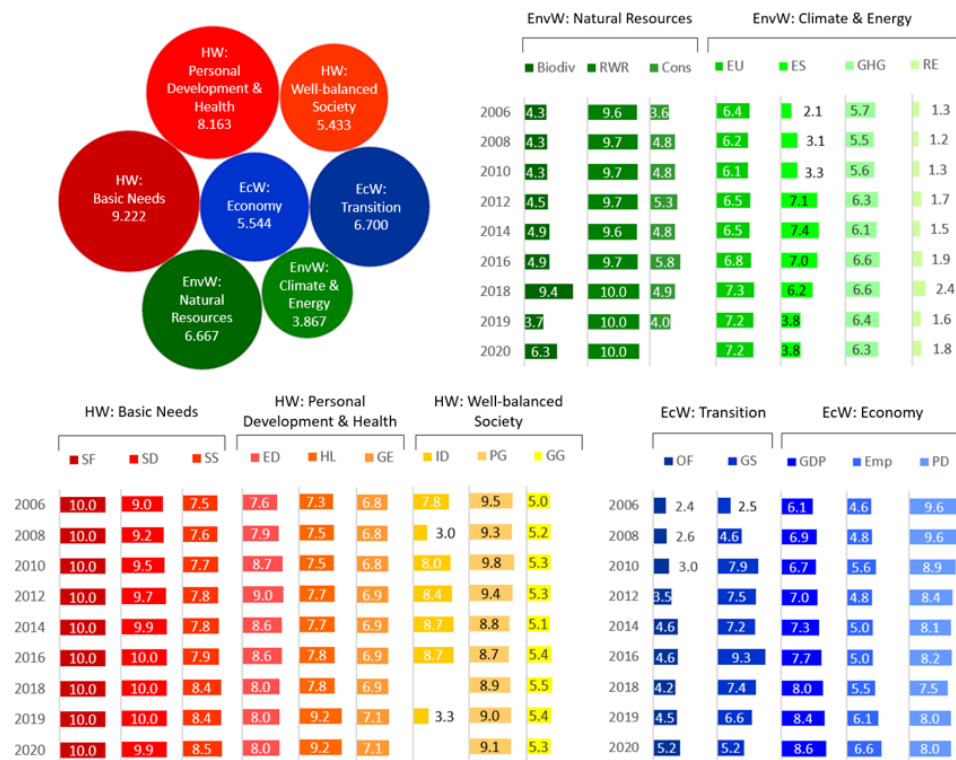 HW:
Personal
Development &
Health
8.163
HW:
Well-balanced
Society
5.433
HW:
Basic Needs
9.222
EcW:
Economy
5.544
EcW:
Transition
6.700
EnvW:
Natural
Resources
6.667
EnvW:
Climate
& Energy
3.867
EnvW: Natural Resources EnvW: Climate & Energy
Biodiv RWR Cons EU ES GHG RE
2006 4.3 9.6 3.6 6.4 2.1 5.7 1.3
2008 4.3 9.7 4.8 6.2 3.1 5.5 1.2
2010 4.3 9.7 4.8 6.1 3.3 5.6 1.3
2012 4.5 9.7 5.3 6.5 7.1 6.3 1.7
2014 4.9 9.6 4.8 6.5 7.4 6.1 1.5
2016 4.9 9.7 5.8 6.8 7.0 6.6 1.9
2018 9.4 10.0 4.9 7.3 6.2 6.6 2.4
2019 3.7 10.0 4.0 7.2 3.8 6.4 1.6
2020 6.3 10.0 7.2 3.8 6.3 1.8
HW: Basic Needs HW: Personal
Development & Health HW: Well-balanced
Society
SF SD SS ED HL GE ID PG GG
2006 10.0 9.0 7.5 7.6 7.3 6.8 7.8 9.5 5.0
2008 10.0 9.2 7.6 7.9 7.5 6.8 3.0 9.3 5.2
2010 10.0 9.5 7.7 8.7 7.5 6.8 8.0 9.8 5.3
2012 10.0 9.7 7.8 9.0 7.7 6.9 8.4 9.4 5.3
2014 10.0 9.9 7.8 8.6 7.7 6.9 8.7 8.8 5.1
2016 10.0 10.0 7.9 8.6 7.8 6.9 8.7 8.7 5.4
2018 10.0 10.0 8.4 8.0 7.8 6.9 8.9 5.5
2019 10.0 10.0 8.4 8.0 9.2 7.1 3.3 9.0 5.4
2020 10.0 9.9 8.5 8.0 9.2 7.1 9.1 5.3
EcW: Transition EcW: Economy
OF GS GDP Emp PD
2006 2.4 2.5 6.1 4.6 9.6
2008 2.6 4.6 6.9 4.8 9.6
2010 3.0 7.9 6.7 5.6 8.9
2012 3.5 7.5 7.0 4.8 8.4
2014 4.6 7.2 7.3 5.0 8.1
2016 4.6 9.3 7.7 5.0 8.2
2018 4.2 7.4 8.0 5.5 7.5
2019 4.5 6.6 8.4 6.1 8.0
2020 5.2 5.2 8.6 6.6 8.0